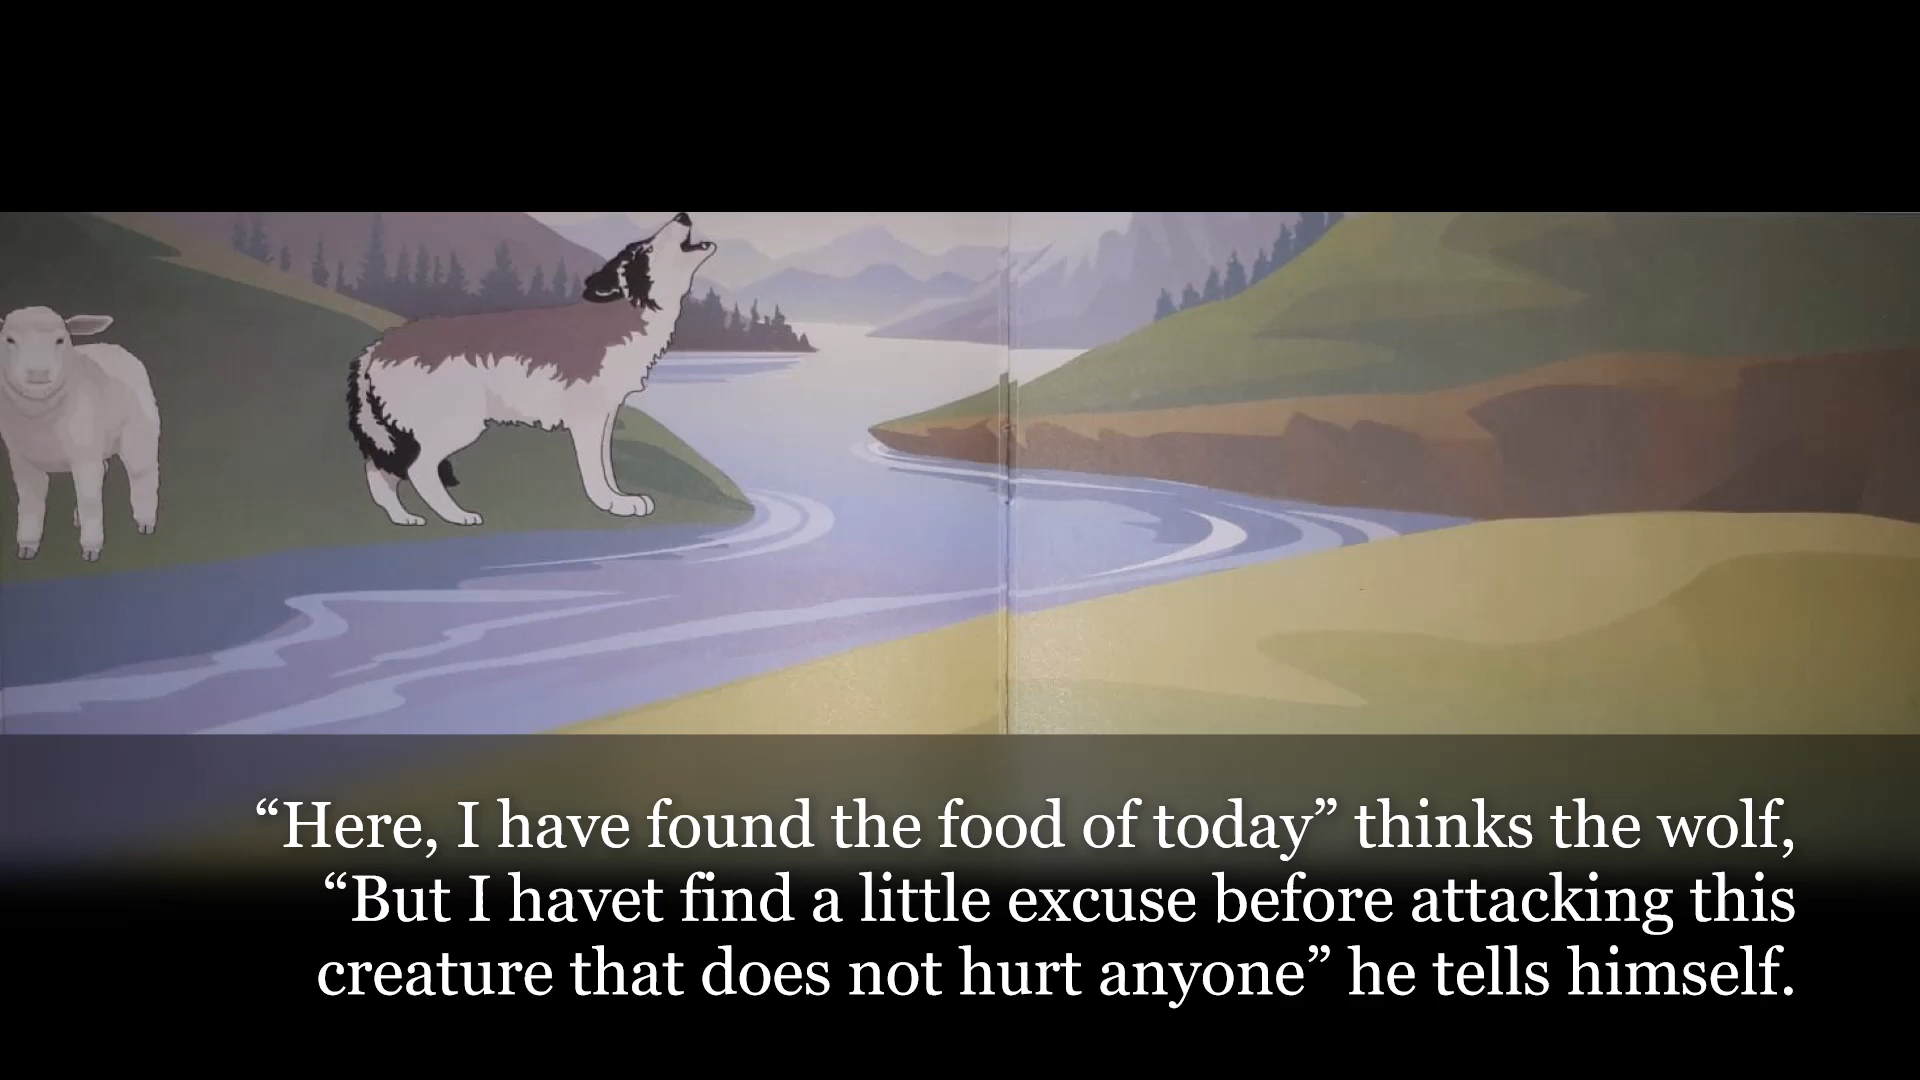 “Here, I have found the food of today” thinks the wolf,
“But I havet find a little excuse before attacking this
creature that does not hurt anyone” he tells himself.